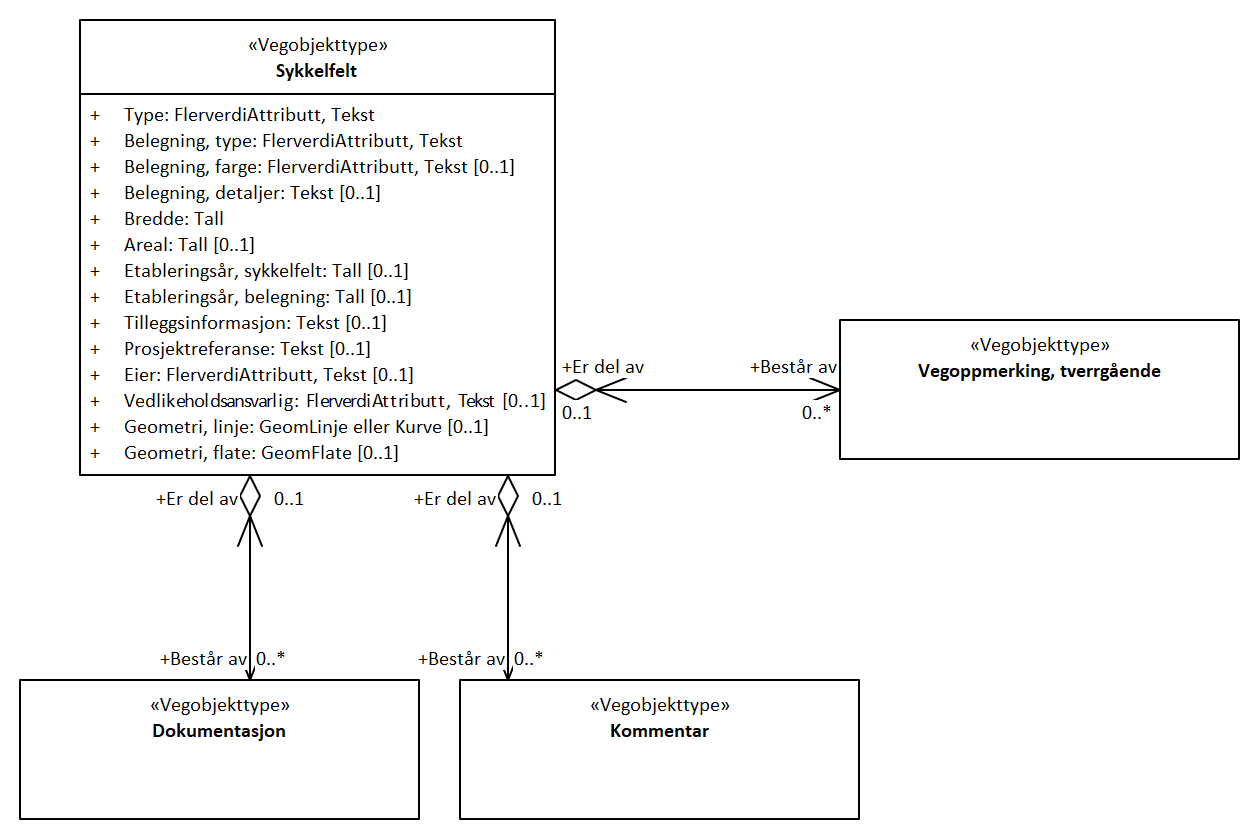 «Vegobjekttype»
Sykkelfelt
+ Type: FlerverdiAttributt, Tekst
+ Belegning, type: FlerverdiAttributt, Tekst
+ Belegning, farge: FlerverdiAttributt, Tekst [0..1]
+ Belegning, detaljer: Tekst [0..1]
+ Bredde: Tall
+ Areal: Tall [0..1]
+ Etableringsår, sykkelfelt: Tall [0..1]
+ Etableringsår, belegning: Tall [0..1]
+ Tilleggsinformasjon: Tekst [0..1]
+ Prosjektreferanse: Tekst [0..1]
+ Eier: FlerverdiAttributt, Tekst [0..1]
+ Vedlikeholdsansvarlig: FlerverdiAttributt, Tekst [0..1]
+ Geometri, linje: GeomLinje eller Kurve [0..1]
+ Geometri, flate: GeomFlate [0..1]
+Er del av
+Består av
0..1
0..*
«Vegobjekttype»
Vegoppmerking, tverrgående
+Er del av 0..1
+Er del av 0..1
+Består av 0..*
+Består av 0..*
«Vegobjekttype»
Dokumentasjon
«Vegobjekttype»
Kommentar